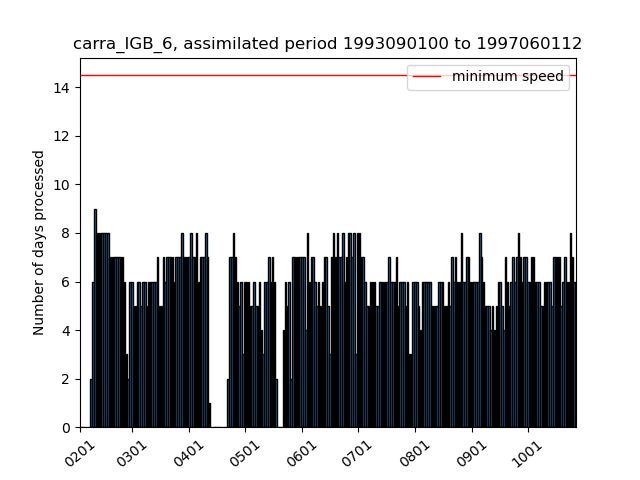 carra_IGB_6, assimilated period 1993090100 to 1997060112
minimum speed
Number of days processed
14
12
10
8
6
4
2
0
0201 0301 0401 0501 0601 0701 0801 0901 1001